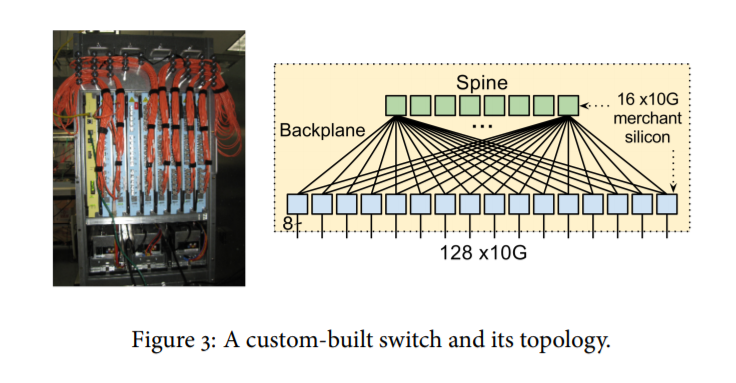 Spine
16 x10G
merchant
silicon
Backplane
...
8
128 x10G
Figure 3: A custom-built switch and its topology.